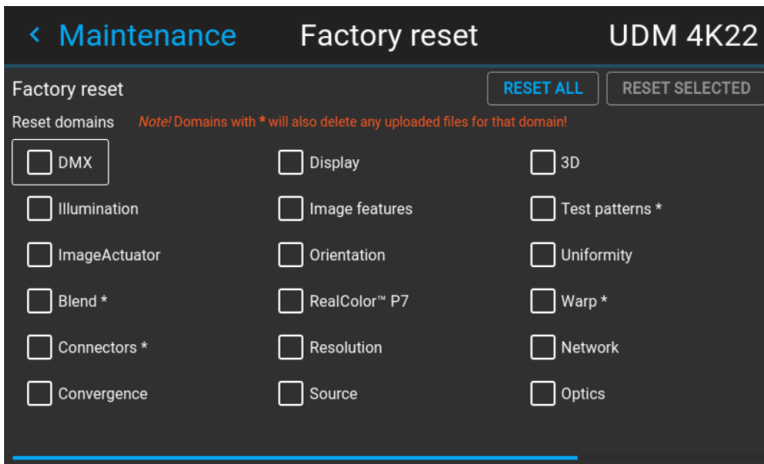 Maintenance Factory reset UDM 4K22
Factory reset RESET ALL RESET SELECTED
Reset domains Note! Domains with * will also delete any uploaded files for that domain!
DMX Display 3D
Illumination Image features Test patterns *
ImageActuator Orientation Uniformity
Blend * RealColor™ P7 Warp *
Connectors * Resolution Network
Convergence Source Optics